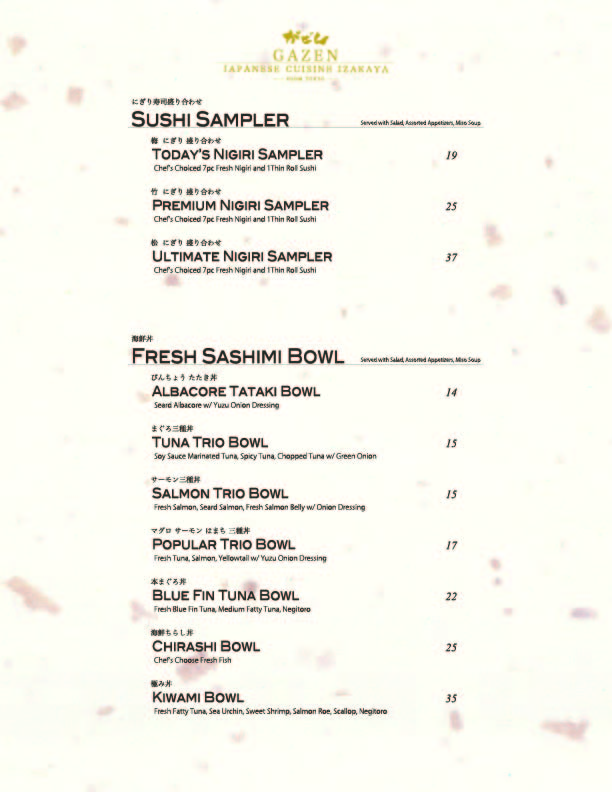 がぜん
GAZEN
JAPANESE CUISINE IZAKAYA
にぎり寿司盛り合わせ
SUSHI SAMPLER
Served with Salad, Assorted Appetizers, Miso Soup
梅 にぎり 盛り合わせ
TODAY'S NIGIRI SAMPLER 19
Chef's Choiced 7pc Fresh Nigiri and 1Thin Roll Sushi
竹 にぎり 盛り合わせ
PREMIUM NIGIRI SAMPLER 25
Chef's Choiced 7pc Fresh Nigiri and 1Thin Roll Sushi
松 にぎり 盛り合わせ
ULTIMATE NIGIRI SAMPLER 37
Chef's Choiced 7pc Fresh Nigiri and 1Thin Roll Sushi
海鮮丼
FRESH SASHIMI BOWL
Served with Salad, Assorted Appetizers, Miso Soup
びんちょう たたき丼
ALBACORE TATAKI BOWL 14
Seard Albacore w/ Yuzu Onion Dressing
まぐろ三種丼
TUNA TRIO BOWL 15
Soy Sauce Marinated Tuna, Spicy Tuna, Chopped Tuna w/ Green Onion
サーモン三種丼
SALMON TRIO BOWL 15
Fresh Salmon, Seard Salmon, Fresh Salmon Belly w/ Onion Dressing
マグロ サーモン はまち 三種丼
POPULAR TRIO BOWL 17
Fresh Tuna, Salmon, Yellowtail w/ Yuzu Onion Dressing
本まぐろ丼
BLUE FIN TUNA BOWL 22
Fresh Blue Fin Tuna, Medium Fatty Tuna, Negitoro
海鮮ちらし丼
CHIRASHI BOWL 25
Chef's Choose Fresh Fish
極み丼
KIWAMI BOWL 35
Fresh Fatty Tuna, Sea Urchin, Sweet Shrimp, Salmon Roe, Scallop, Negitoro